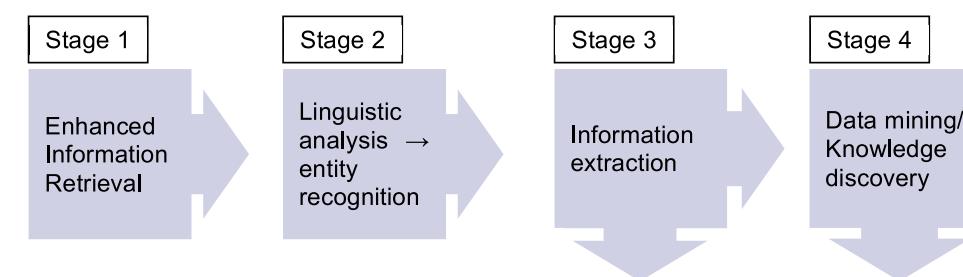 Stage 1
Enhanced
Information
Retrieval
Stage 2
Linguistic
analysis →
entity
recognition
Stage 3
Information
extraction
Stage 4
Data mining/
Knowledge
discovery